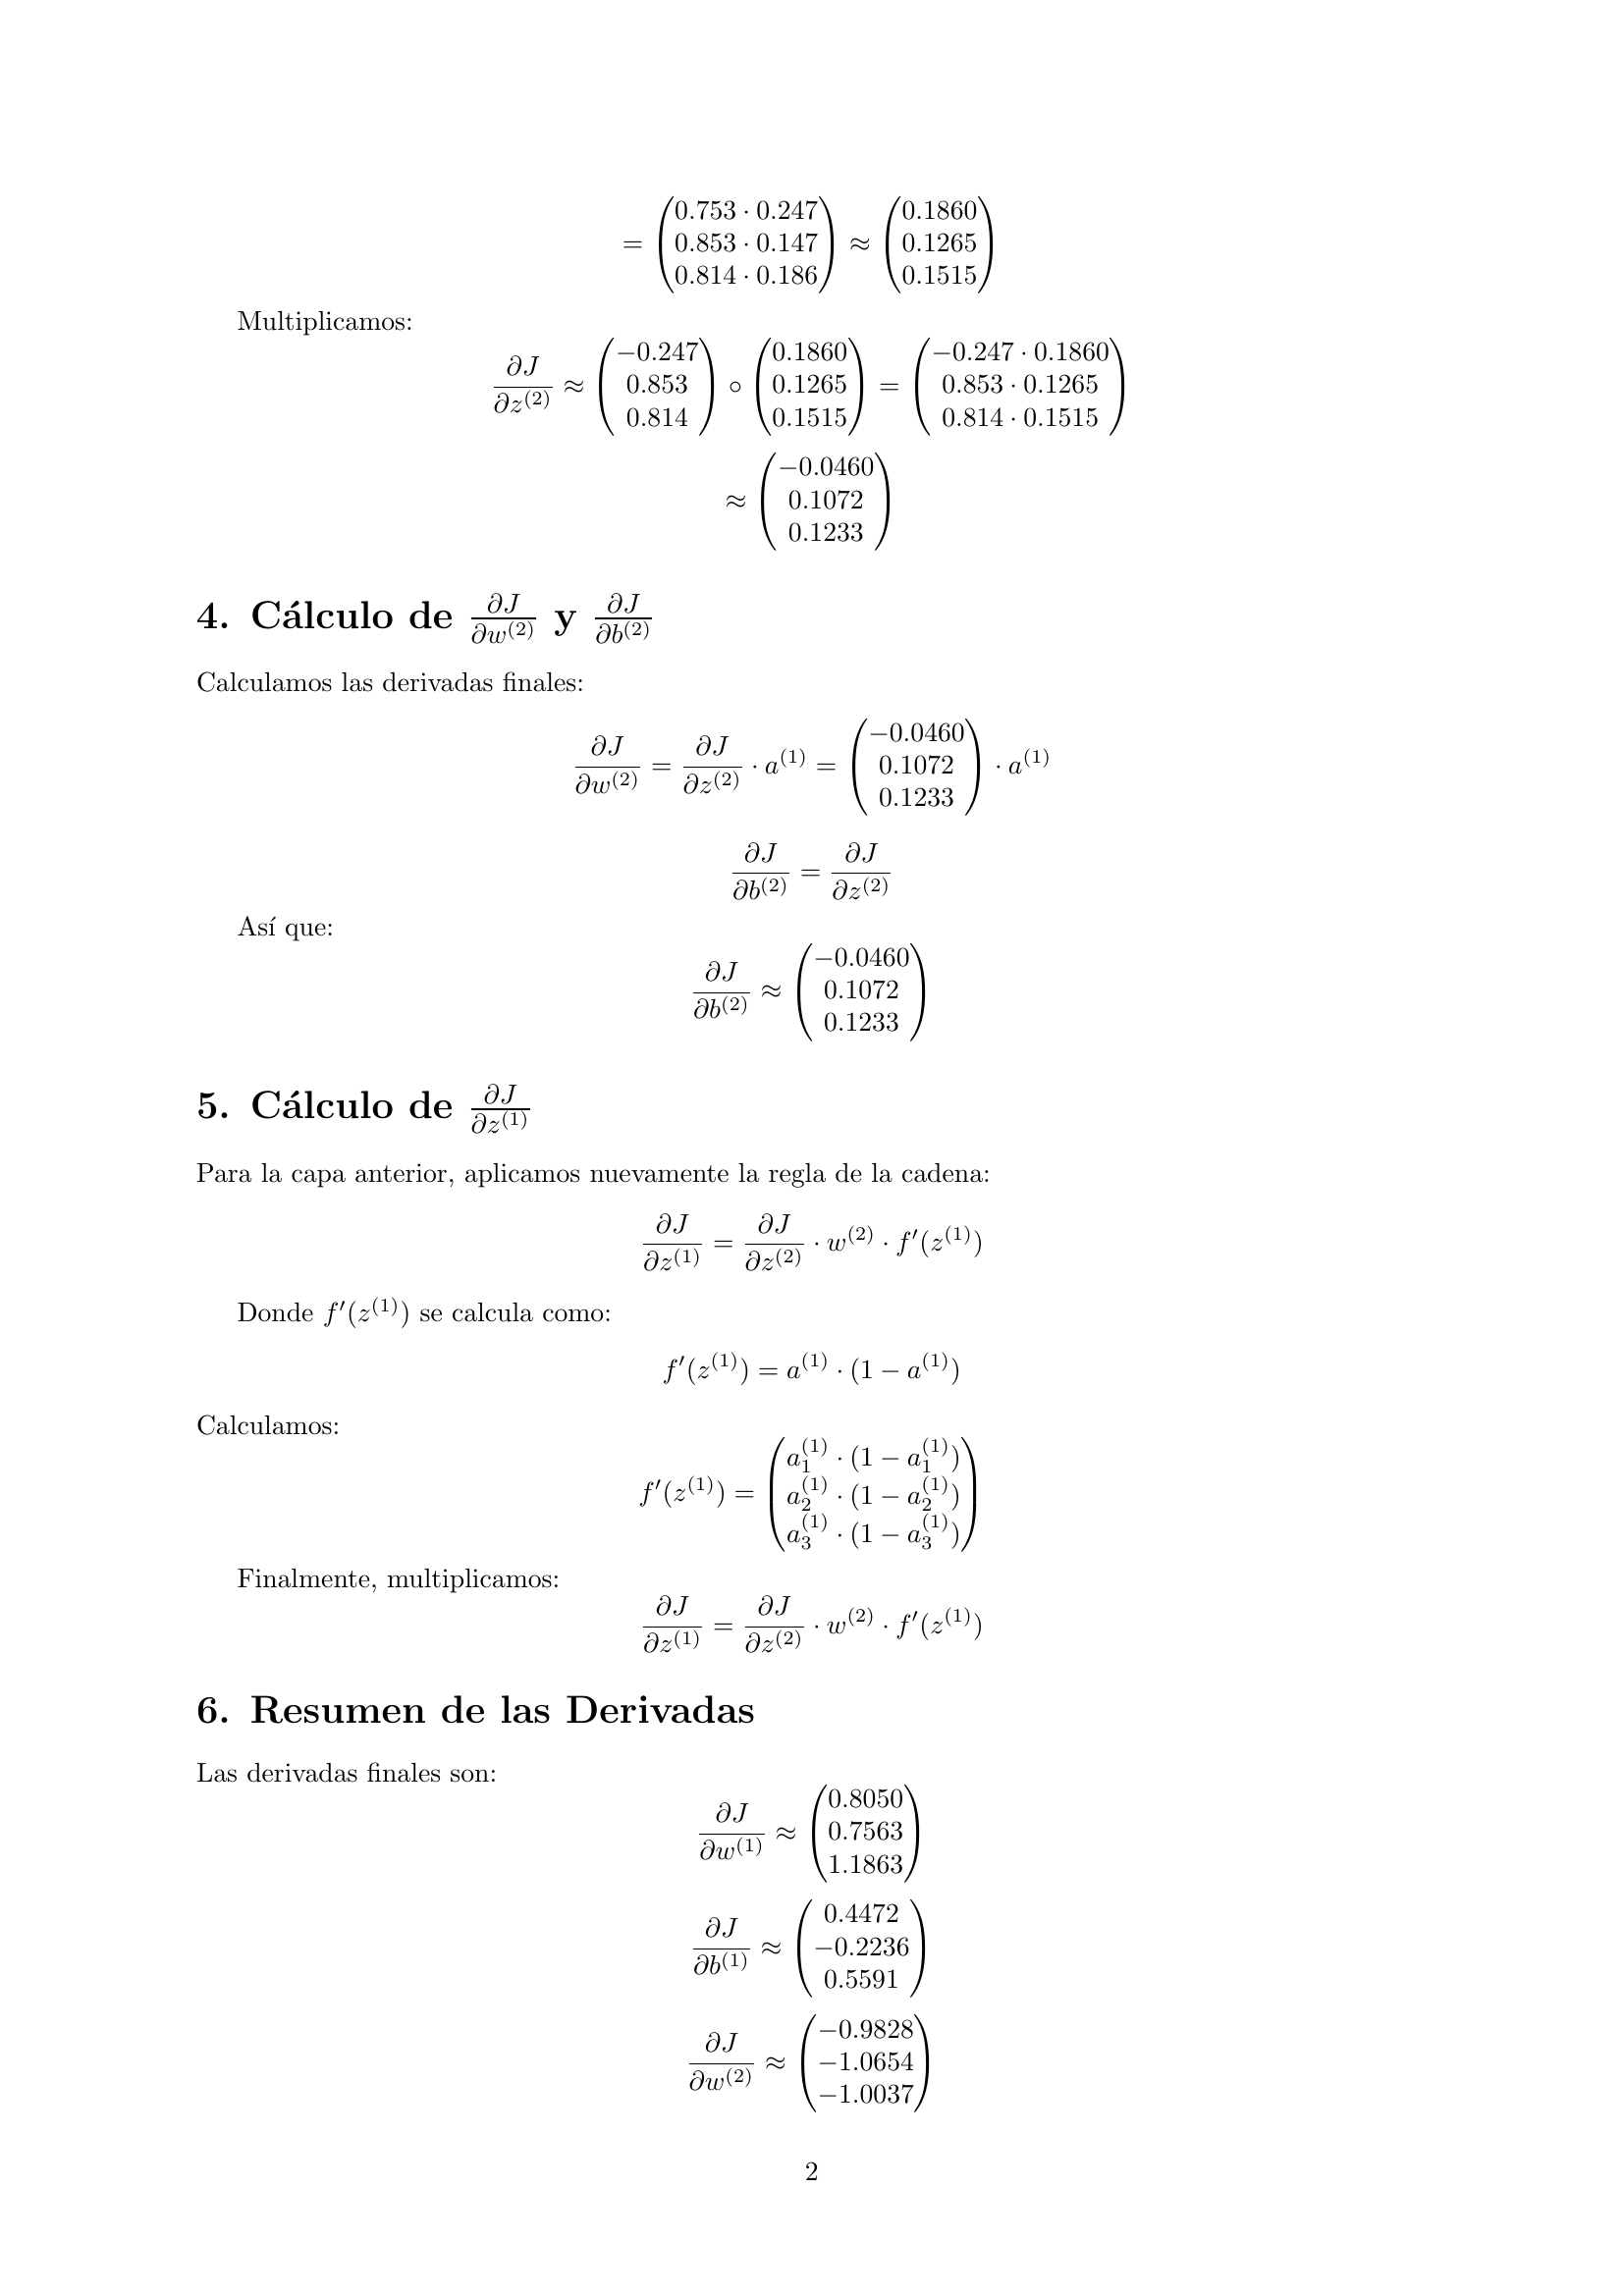 $$= \begin{pmatrix} 0.753 \cdot 0.247 \\ 0.853 \cdot 0.147 \\ 0.814 \cdot 0.186 \end{pmatrix} \approx \begin{pmatrix} 0.1860 \\ 0.1265 \\ 0.1515 \end{pmatrix}$$
Multiplicamos:
$$\frac{\partial J}{\partial z^{(2)}} \approx \begin{pmatrix} -0.247 \\ 0.853 \\ 0.814 \end{pmatrix} \circ \begin{pmatrix} 0.1860 \\ 0.1265 \\ 0.1515 \end{pmatrix} = \begin{pmatrix} -0.247 \cdot 0.1860 \\ 0.853 \cdot 0.1265 \\ 0.814 \cdot 0.1515 \end{pmatrix}$$
$$\approx \begin{pmatrix} -0.0460 \\ 0.1072 \\ 0.1233 \end{pmatrix}$$
4. Cálculo de $\frac{\partial J}{\partial w^{(2)}}$ y $\frac{\partial J}{\partial b^{(2)}}$
Calculamos las derivadas finales:
$$\frac{\partial J}{\partial w^{(2)}} = \frac{\partial J}{\partial z^{(2)}} \cdot a^{(1)} = \begin{pmatrix} -0.0460 \\ 0.1072 \\ 0.1233 \end{pmatrix} \cdot a^{(1)}$$
$$\frac{\partial J}{\partial b^{(2)}} = \frac{\partial J}{\partial z^{(2)}}$$
Así que:
$$\frac{\partial J}{\partial b^{(2)}} \approx \begin{pmatrix} -0.0460 \\ 0.1072 \\ 0.1233 \end{pmatrix}$$
5. Cálculo de $\frac{\partial J}{\partial z^{(1)}}$
Para la capa anterior, aplicamos nuevamente la regla de la cadena:
$$\frac{\partial J}{\partial z^{(1)}} = \frac{\partial J}{\partial z^{(2)}} \cdot w^{(2)} \cdot f'(z^{(1)})$$
Donde $f'(z^{(1)})$ se calcula como:
$$f'(z^{(1)}) = a^{(1)} \cdot (1 - a^{(1)})$$
Calculamos:
$$f'(z^{(1)}) = \begin{pmatrix} a_1^{(1)} \cdot (1 - a_1^{(1)}) \\ a_2^{(1)} \cdot (1 - a_2^{(1)}) \\ a_3^{(1)} \cdot (1 - a_3^{(1)}) \end{pmatrix}$$
Finalmente, multiplicamos:
$$\frac{\partial J}{\partial z^{(1)}} = \frac{\partial J}{\partial z^{(2)}} \cdot w^{(2)} \cdot f'(z^{(1)})$$
6. Resumen de las Derivadas
Las derivadas finales son:
$$\frac{\partial J}{\partial w^{(1)}} \approx \begin{pmatrix} 0.8050 \\ 0.7563 \\ 1.1863 \end{pmatrix}$$
$$\frac{\partial J}{\partial b^{(1)}} \approx \begin{pmatrix} 0.4472 \\ -0.2236 \\ 0.5591 \end{pmatrix}$$
$$\frac{\partial J}{\partial w^{(2)}} \approx \begin{pmatrix} -0.9828 \\ -1.0654 \\ -1.0037 \end{pmatrix}$$
2